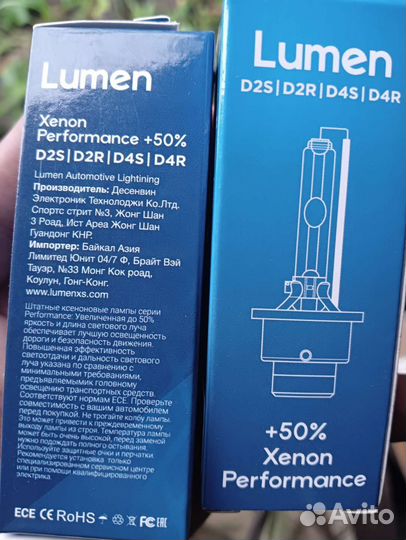 Lumen
Xenon
Performance +50%
D2S | D2R | D4S | D4R
Lumen Automotive Lightining
Производитель: Десенвин
Электроник Технолоджи Ко.Лтд.
Спортс стрит №3, Жонг Шан
3 Роад, Ист Ареа Жонг Шан
Гуандонг КНР.
Импортер: Байкал Азия
Лимитед Юнит 04/7 Ф, Брайт Вэй
Тауэр, №33 Монг Кок роад,
Коулун, Гонг-Конг.
www.lumenxs.com
Штатные ксеноновые лампы серии
Performance: Увеличенная до 50%
яркость и длина светового луча
обеспечивает лучшую освещенность
дороги и безопасность движения.
Повышенная эффективность
светоотдачи и дальность светового
луча указана по сравнению с
минимальными требованиями,
предъявляемымик головному
освещению транспортных средств.
Соответствуют нормам ECE. Проверьте
совместимость с вашим автомобилем
перед покупкой. Не трогайте колбу лампы.
Это может привести к преждевременному
выходу лампы из строя. Температура лампы
может быть очень высокой, перед заменой
нужно подождать полного остывания
Используйте защитные очки и перчатки.
Рекомендуется установка только
специализированном сервисном центре
или при помощи квалифицированного
электрика.
ECE CE RoHS EAC
Lumen
D2S | D2R | D4S | D4R
+50%
Xenon
Performance
Avito